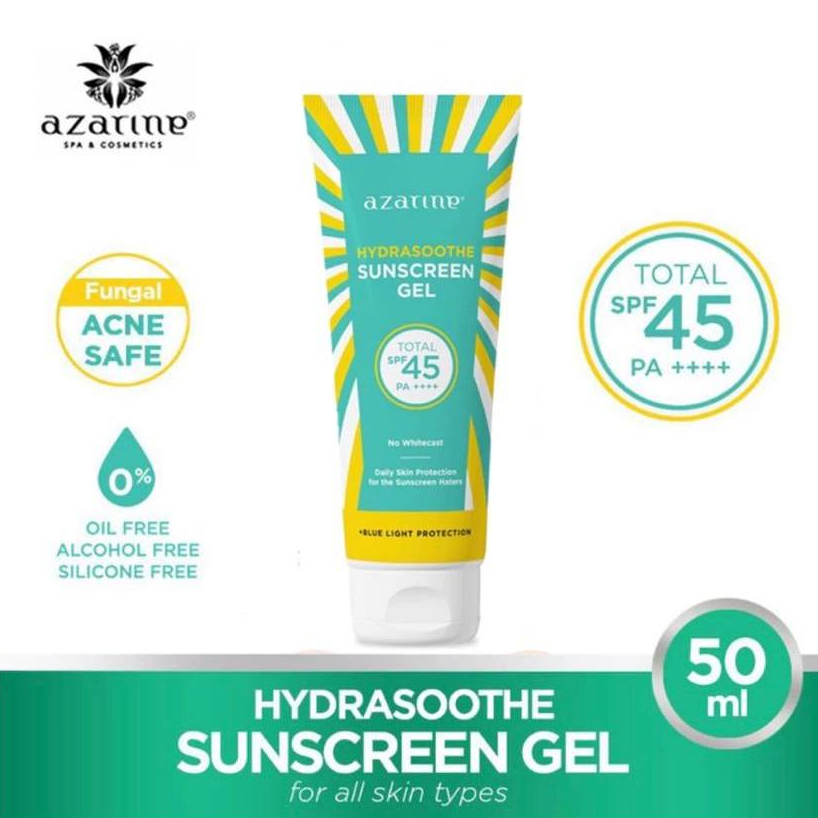 azarine®
SPA & COSMETICS
azarine®
HYDRASOOTHE
SUNSCREEN
GEL
TOTAL
SPF 45
PA ++++
No Whitecast
Daily Skin Protection
for the Sunscreen Haters
+BLUE LIGHT PROTECTION
Fungal
ACNE
SAFE
0%
OIL FREE
ALCOHOL FREE
SILICONE FREE
TOTAL
SPF 45
PA ++++
50
ml
HYDRASOOTHE
SUNSCREEN GEL
for all skin types